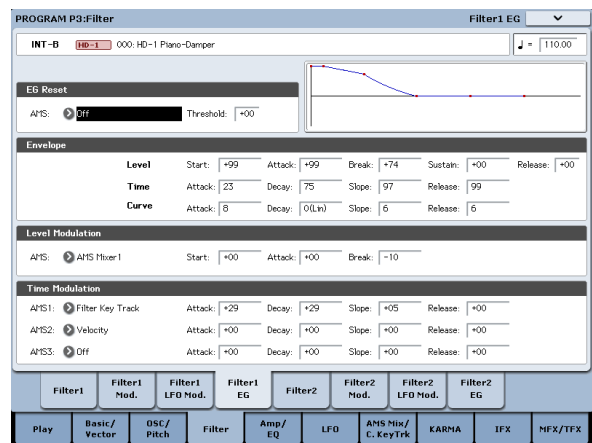 PROGRAM P3:Filter Filter1 EG
INT-B HD-1 000: HD-1 Piano-Damper ♩ = 110.00
EG Reset
AMS: Off Threshold: +00
Envelope
Level Start: +99 Attack: +99 Break: +74 Sustain: +00 Release: +00
Time Attack: 23 Decay: 75 Slope: 97 Release: 99
Curve Attack: 8 Decay: 0(Lin) Slope: 6 Release: 6
Level Modulation
AMS: AMS Mixer1 Start: +00 Attack: +00 Break: -10
Time Modulation
AMS1: Filter Key Track Attack: +29 Decay: +29 Slope: +05 Release: +00
AMS2: Velocity Attack: +00 Decay: +00 Slope: +00 Release: +00
AMS3: Off Attack: +00 Decay: +00 Slope: +00 Release: +00
Filter1 Filter1 Mod. Filter1 LFO Mod. Filter1 EG Filter2 Filter2 Mod. Filter2 LFO Mod. Filter2 EG
Play Basic/ Vector OSC/ Pitch Filter Amp/ EQ LFO AMS Mix/ C. KeyTrk KARMA IFX MFX/TFX